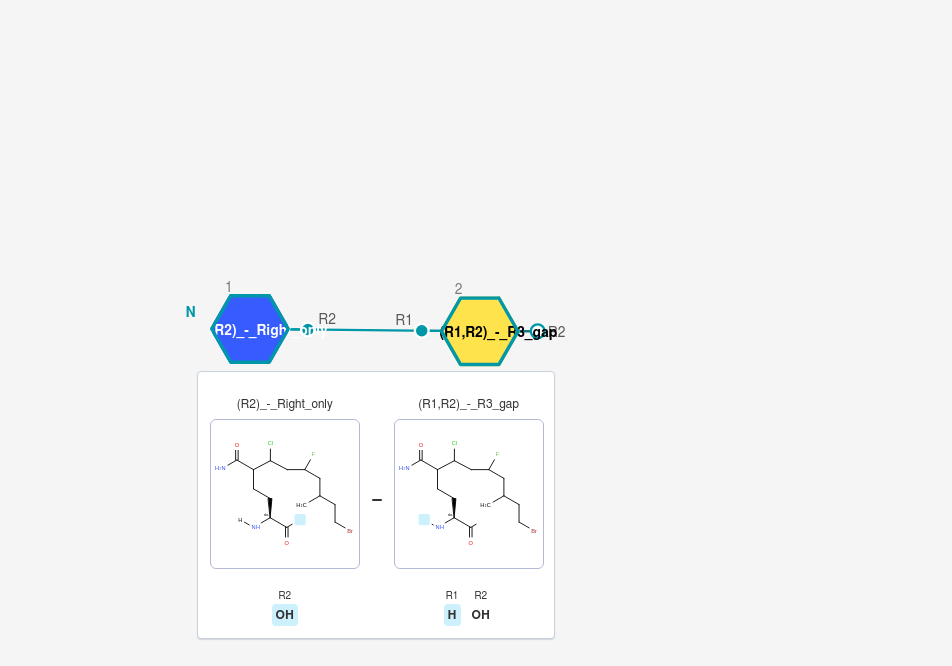 1
2
N
R2)_-_Right_only
R2
R1
(R1,R2)_-_R3_gap
R2
(R2)_-_Right_only
(R1,R2)_-_R3_gap
O
Cl
F
H₂N
H₃C
H
NH
O
Br
O
Cl
F
H₂N
H₃C
NH
O
Br
R2
R1
R2
OH
H
OH